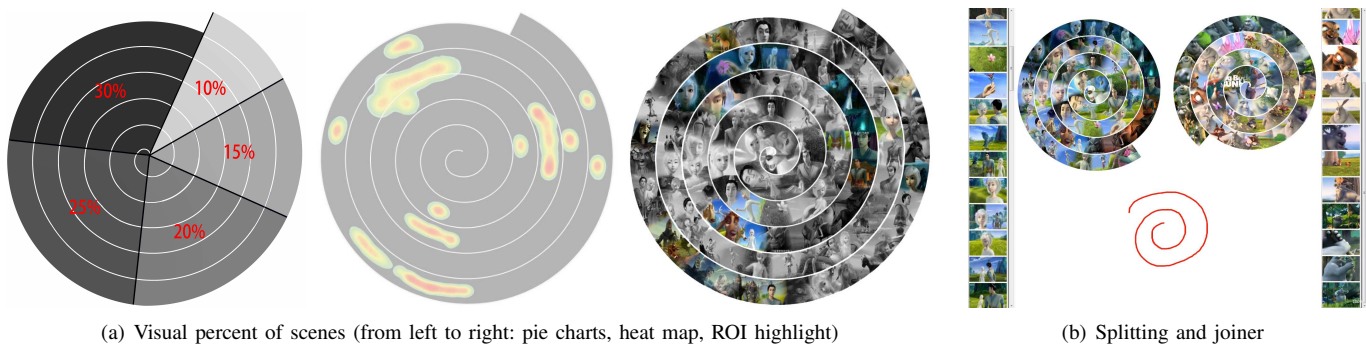 30%
10%
15%
25%
20%
(a) Visual percent of scenes (from left to right: pie charts, heat map, ROI highlight)
(b) Splitting and joiner